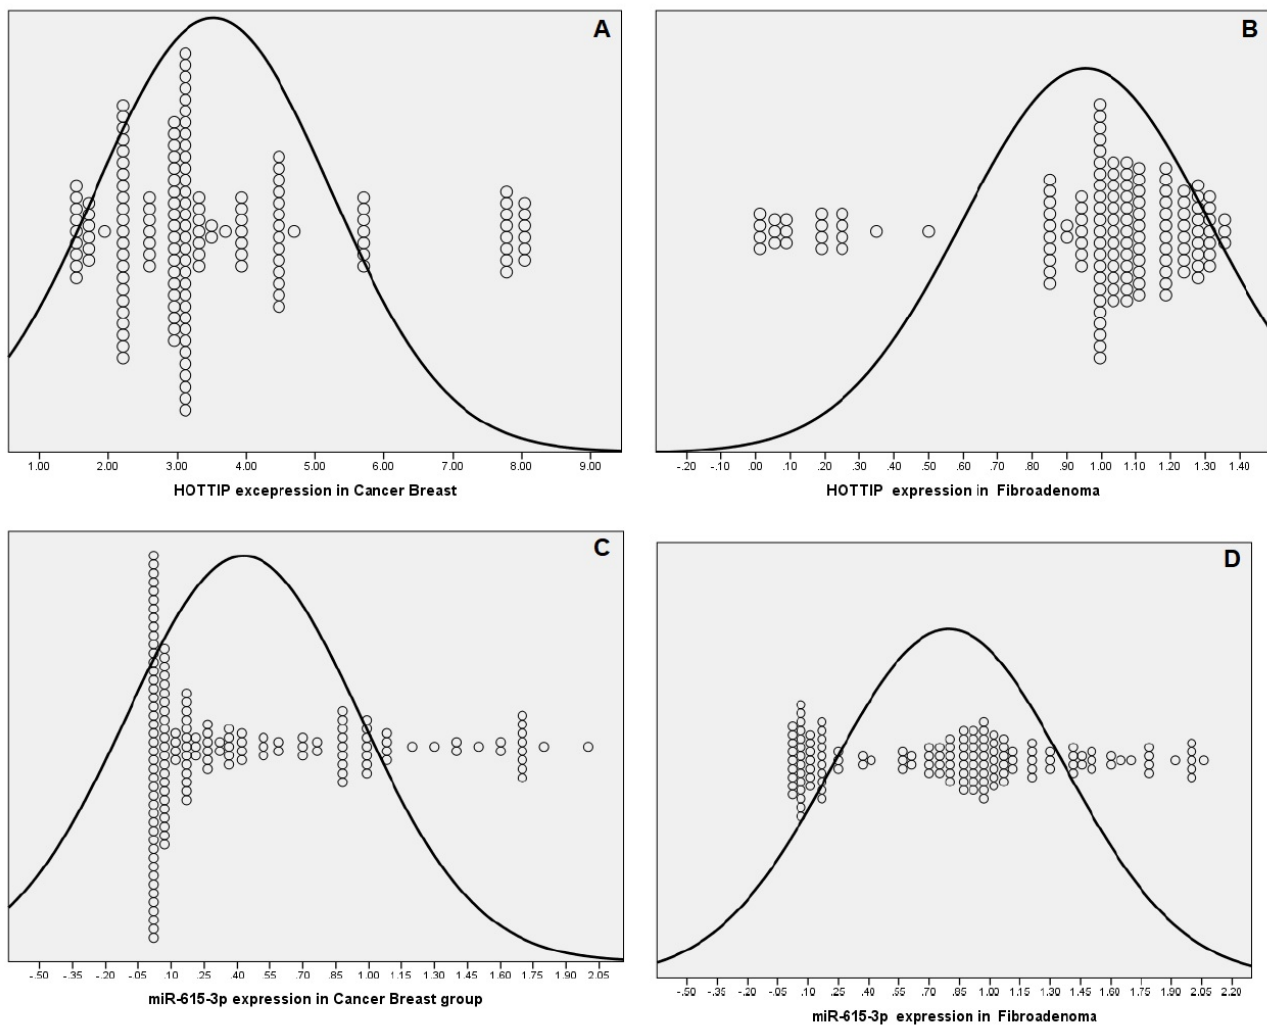 A
B
1.00 2.00 3.00 4.00 5.00 6.00 7.00 8.00 9.00
-.20 -.10 .00 .10 .20 .30 .40 .50 .60 .70 .80 .90 1.00 1.10 1.20 1.30 1.40
HOTTIP excepression in Cancer Breast
HOTTIP expression in Fibroadenoma
C
D
-.50 -.35 -.20 -.05 .10 .25 .40 .55 .70 .85 1.00 1.15 1.30 1.45 1.60 1.75 1.90 2.05
-.50 -.35 -.20 -.05 .10 .25 .40 .55 .70 .85 1.00 1.15 1.30 1.45 1.60 1.75 1.90 2.05 2.20
miR-615-3p expression in Cancer Breast group
miR-615-3p expression in Fibroadenoma